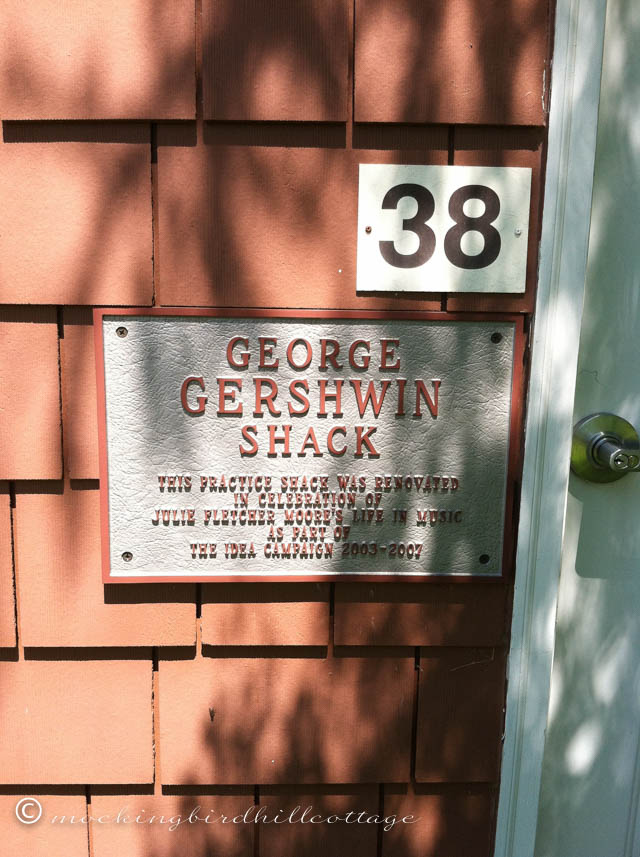 38
GEORGE
GERSHWIN
SHACK
THIS PRACTICE SHACK WAS RENOVATED
IN CELEBRATION OF
JULIE FLETCHER MOORE'S LIFE IN MUSIC
AS PART OF
THE IDEA CAMPAIGN 2003-2007
© mockingbirdhillcottage